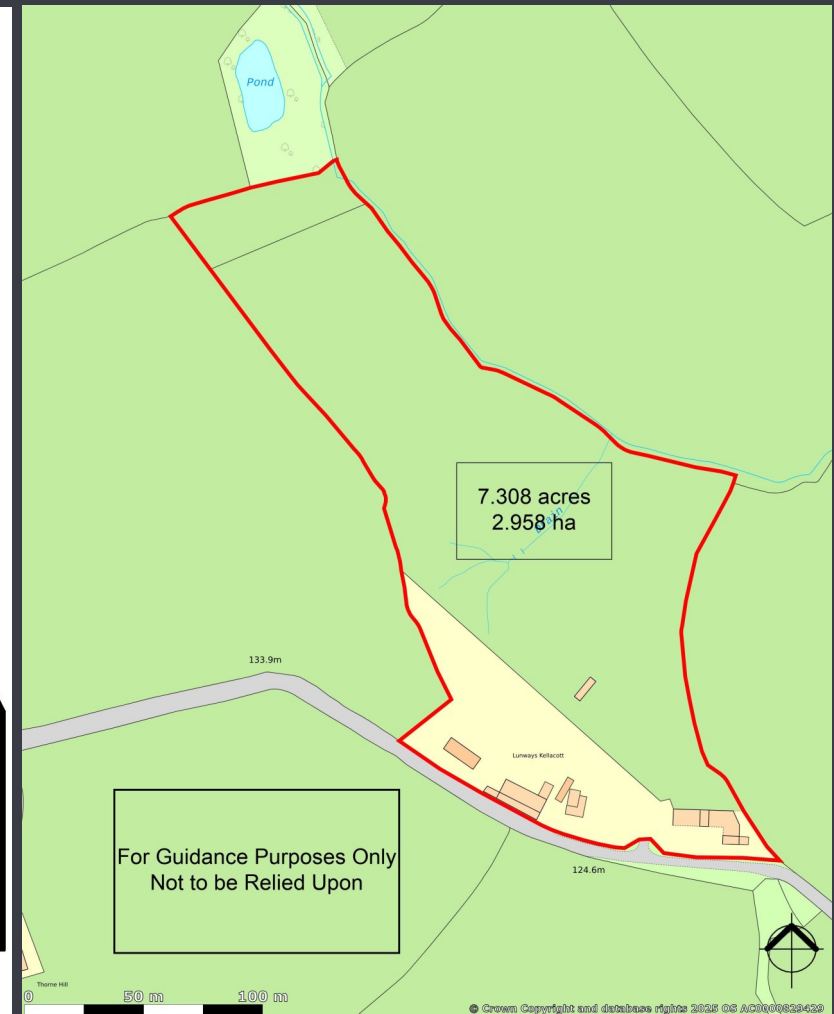 Pond
7.308 acres
2.958 ha
Drain
133.9m
Lunways Kellacott
For Guidance Purposes Only
Not to be Relied Upon
124.6m
Thorne Hill
0 50 m 100 m
© Crown Copyright and database rights 2025 OS AC0000829429